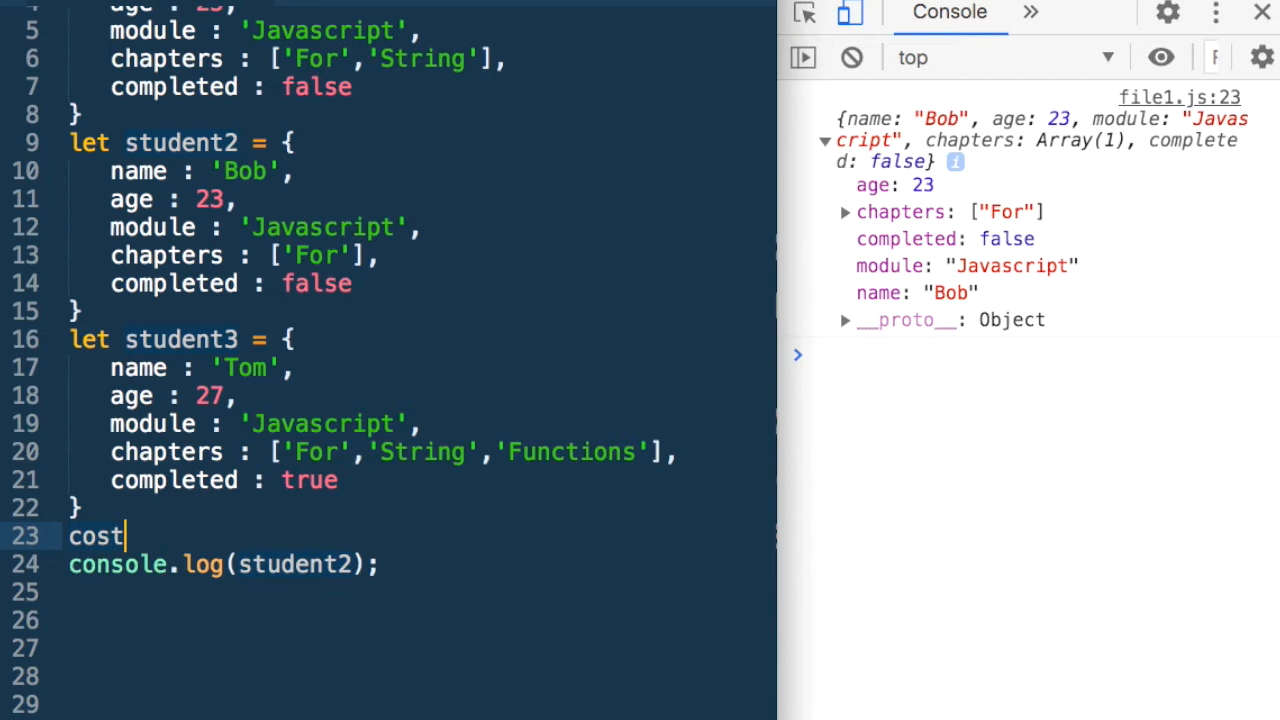 4 age : 23,
5 module : 'Javascript',
6 chapters : ['For','String'],
7 completed : false
8 }
9 let student2 = {
10 name : 'Bob',
11 age : 23,
12 module : 'Javascript',
13 chapters : ['For'],
14 completed : false
15 }
16 let student3 = {
17 name : 'Tom',
18 age : 27,
19 module : 'Javascript',
20 chapters : ['For','String','Functions'],
21 completed : true
22 }
23 cost
24 console.log(student2);
25
26
27
28
29
Console »
top
file1.js:23
{name: "Bob", age: 23, module: "Javas
cript", chapters: Array(1), complete
d: false} i
age: 23
chapters: ["For"]
completed: false
module: "Javascript"
name: "Bob"
__proto__: Object